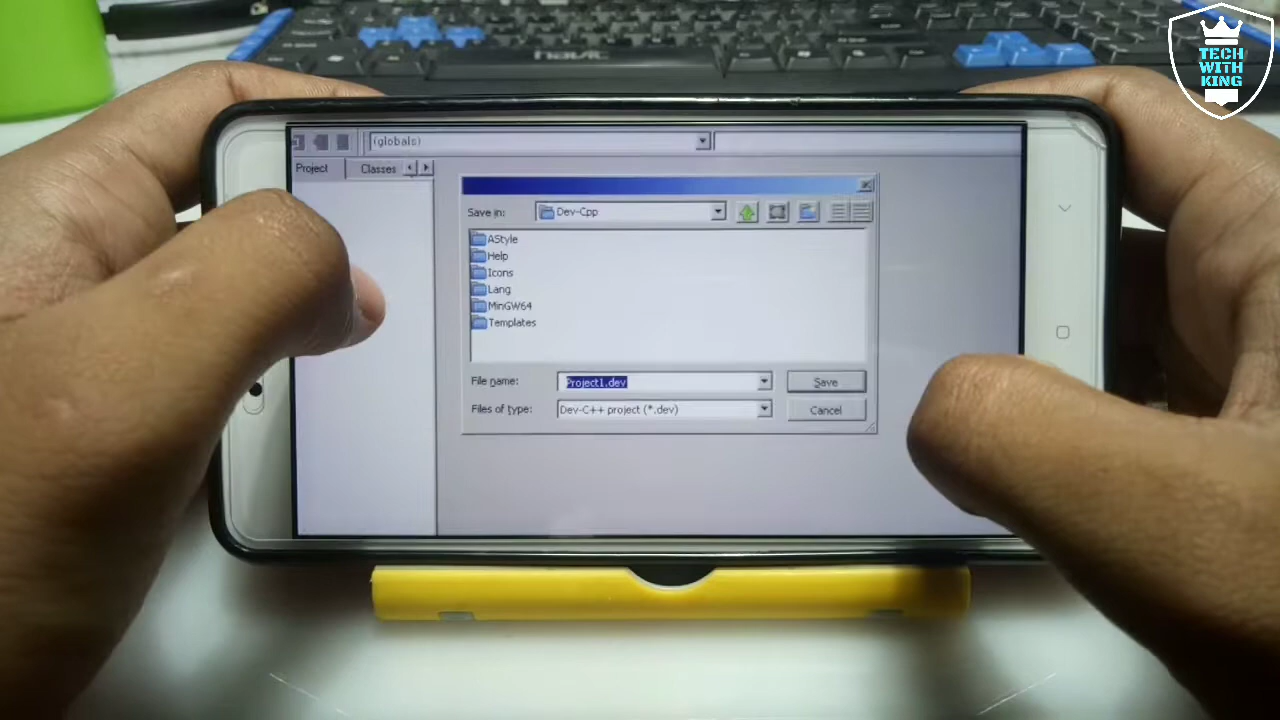 TECH
WITH
KING
havic
(globals)
Project
Classes
Save in:
Dev-Cpp
AStyle
Help
Icons
Lang
MinGW64
Templates
File name:
Project1.dev
Save
Files of type:
Dev-C++ project (*.dev)
Cancel